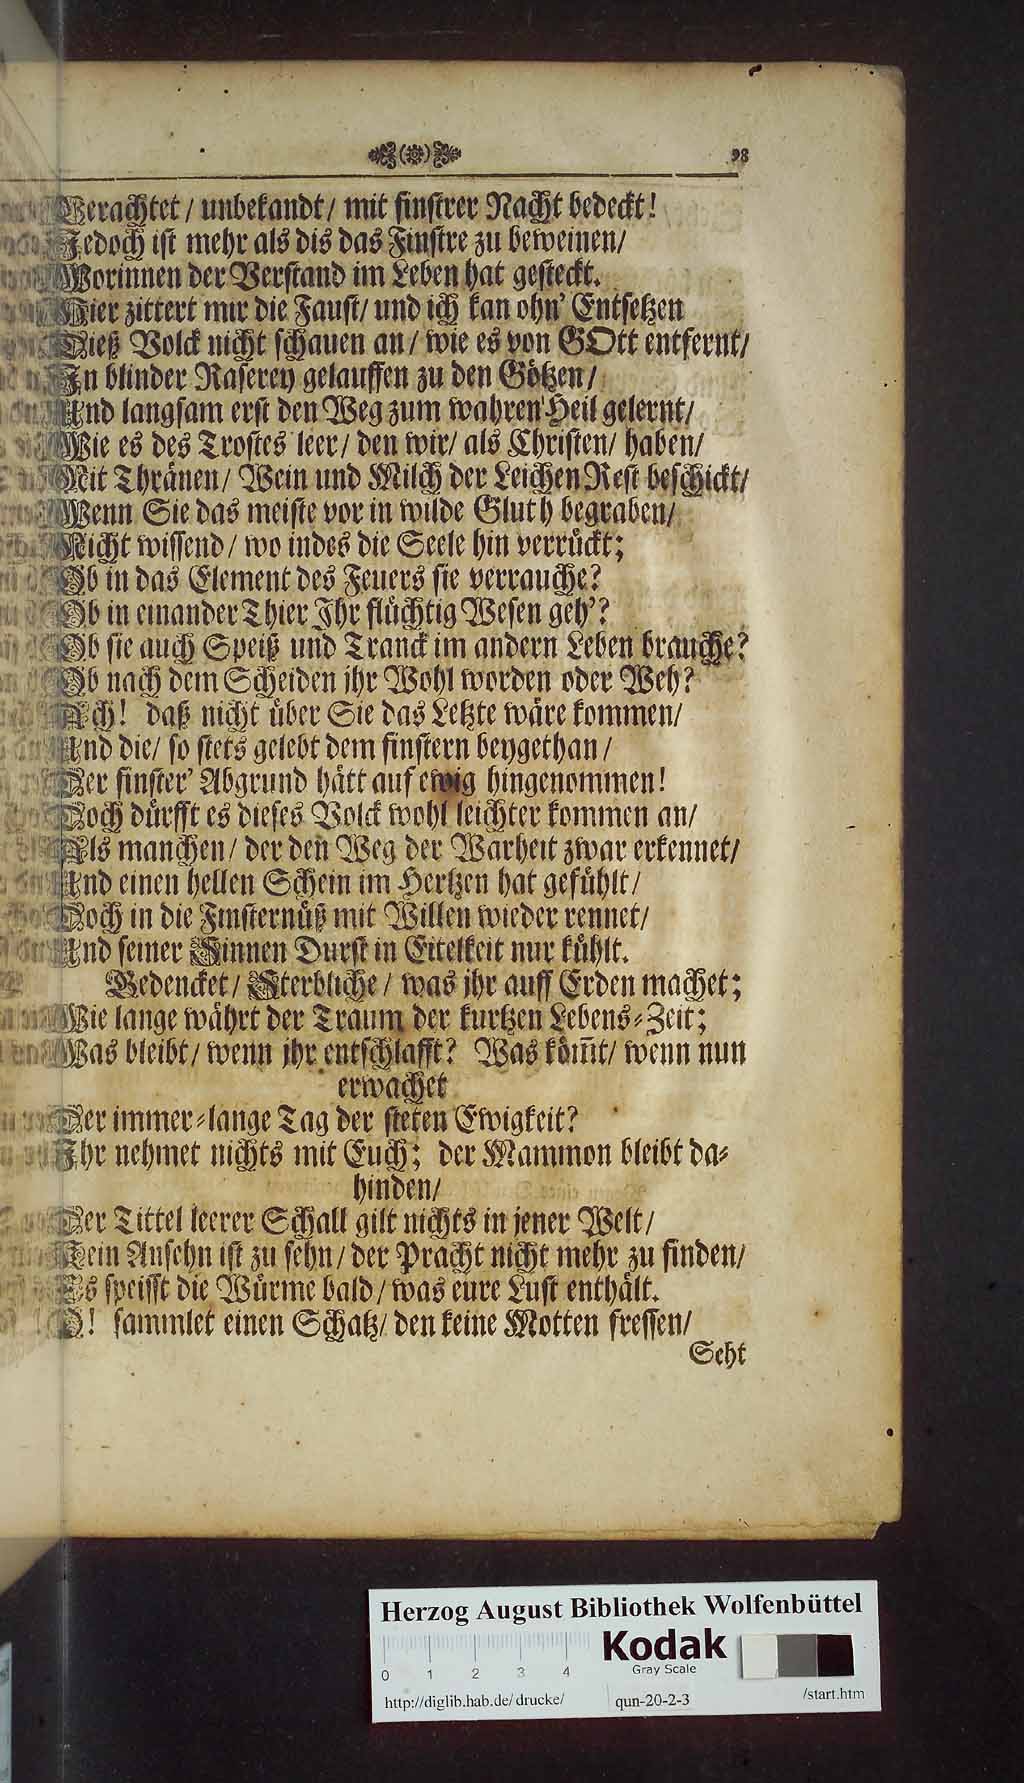 98
Verachtet / unbekandt / mit finstrer Nacht bedeckt!
Jedoch ist mehr als dis das Finstre zu beweinen/
Worinnen der Verstand im Leben hat gesteckt.
Hier zittert mir die Faust / und ich kan ohn' Entsetzen
Dieß Volck nicht schauen an / wie es von GOtt entfernt/
In blinder Raserey gelauffen zu den Götzen /
Und langsam erst den Weg zum wahren Heil gelernt/
Wie es des Trostes leer / den wir / als Christen / haben/
Mit Thränen / Wein und Milch der Leichen Rest beschickt/
Wenn Sie das meiste vor in wilde Gluth begraben/
Nicht wissend / wo indes die Seele hin verrückt;
Ob in das Element des Feuers sie verrauche?
Ob in ein ander Thier Ihr flüchtig Wesen geh'?
Ob sie auch Speiß und Tranck im andern Leben brauche?
Ob nach dem Scheiden jhr Wohl worden oder Weh?
Ach! daß nicht über Sie das Letzte wäre kommen/
Und die / so stets gelebt dem finstern beygethan /
Der finster' Abgrund hätt auf ewig hingenommen!
Doch dürfft es dieses Volck wohl leichter kommen an/
Als manchen / der den Weg der Warheit zwar erkennet/
Und einen hellen Schein im Hertzen hat gefühlt /
Doch in die Finsternüß mit Willen wieder rennet/
Und seiner Sinnen Durst in Eitelkeit nur kühlt.
Gedencket / Sterbliche / was jhr auff Erden machet;
Wie lange währt der Traum der kurtzen Lebens-Zeit;
Was bleibt / wenn jhr entschlafft? Was köm̃t / wenn nun
erwachet
Der immer-lange Tag der steten Ewigkeit?
Ihr nehmet nichts mit Euch; der Mammon bleibt da-
hinden/
Der Tittel leerer Schall gilt nichts in jener Welt /
Kein Ansehn ist zu sehn / der Pracht nicht mehr zu finden/
Es speisst die Würme bald / was eure Lust enthält.
O! sammlet einen Schatz / den keine Motten fressen/
Seht
Herzog August Bibliothek Wolfenbüttel
Kodak
Gray Scale
0 1 2 3 4
http://diglib.hab.de/drucke/ qun-20-2-3 /start.htm